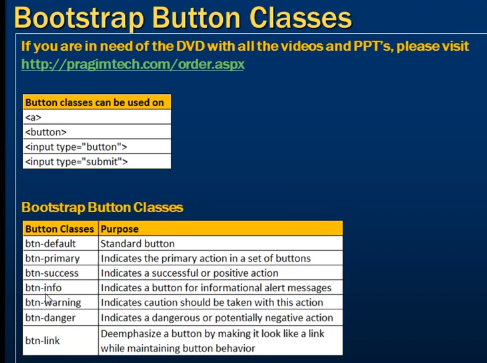 Bootstrap Button Classes
If you are in need of the DVD with all the videos and PPT's, please visit
http://pragimtech.com/order.aspx
Button classes can be used on
<a>
<button>
<input type="button">
<input type="submit">
Bootstrap Button Classes
Button Classes Purpose
btn-default Standard button
btn-primary Indicates the primary action in a set of buttons
btn-success Indicates a successful or positive action
btn-info Indicates a button for informational alert messages
btn-warning Indicates caution should be taken with this action
btn-danger Indicates a dangerous or potentially negative action
btn-link Deemphasize a button by making it look like a link
while maintaining button behavior